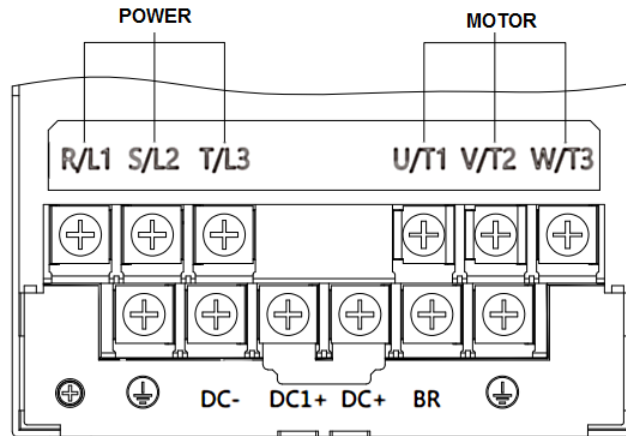 POWER MOTOR
R/L1 S/L2 T/L3 U/T1 V/T2 W/T3
DC- DC1+ DC+ BR